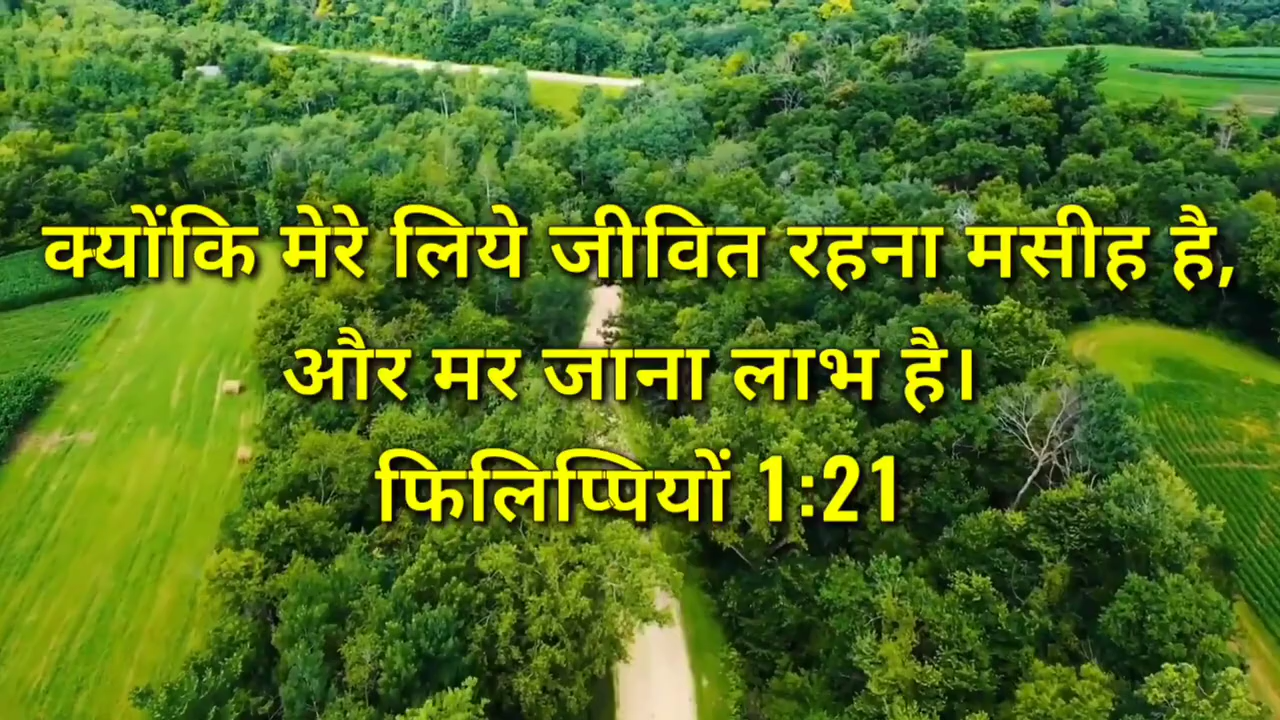 क्योंकि मेरे लिये जीवित रहना मसीह है,
और मर जाना लाभ है।
फिलिप्पियों 1:21